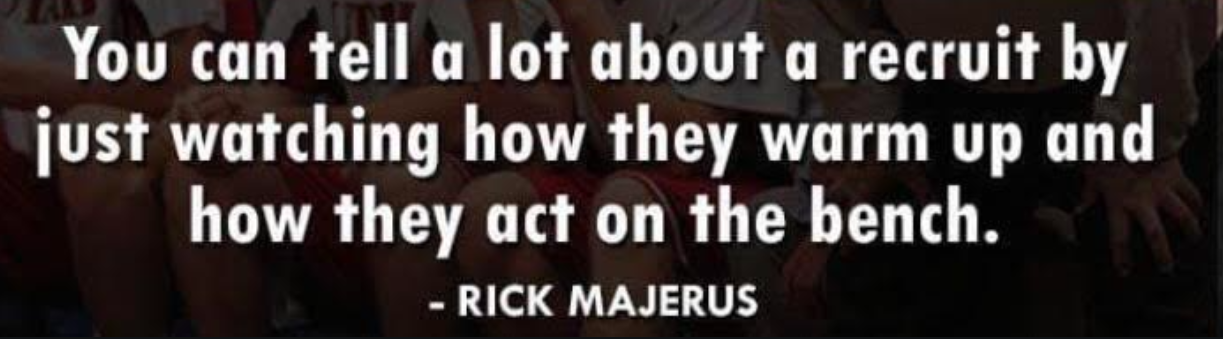 You can tell a lot about a recruit by
just watching how they warm up and
how they act on the bench.
- RICK MAJERUS